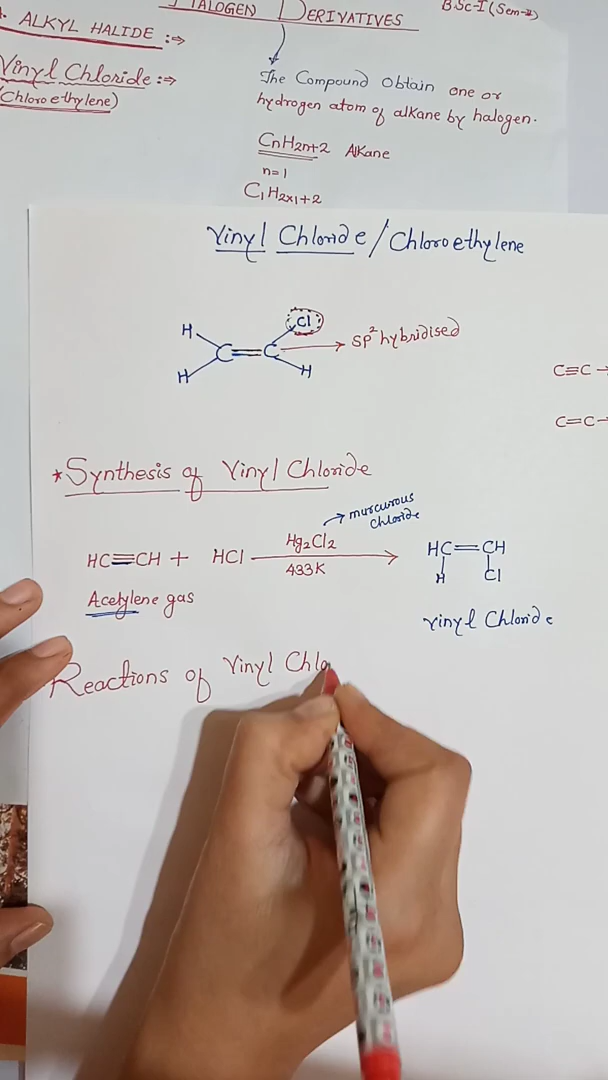 HALOGEN DERIVATIVES
BSc-I (Sem-II)
ALKYL HALIDE :⇒
Vinyl Chloride :⇒
(Chloroethylene)
The Compound Obtain one or
hydrogen atom of alkane by halogen.
CnH2n+2 Alkane
n=1
C1H2x1+2
Vinyl Chloride / Chloroethylene
H
Cl
C=C → SP² hybridised
H
H
C≡C →
C=C →
*Synthesis of Vinyl Chloride
→ murcurous
chloride
HC≡CH + HCl Hg2Cl2 → HC=CH
433K
H Cl
Acetylene gas
Vinyl Chloride
Reactions of Vinyl Chlo